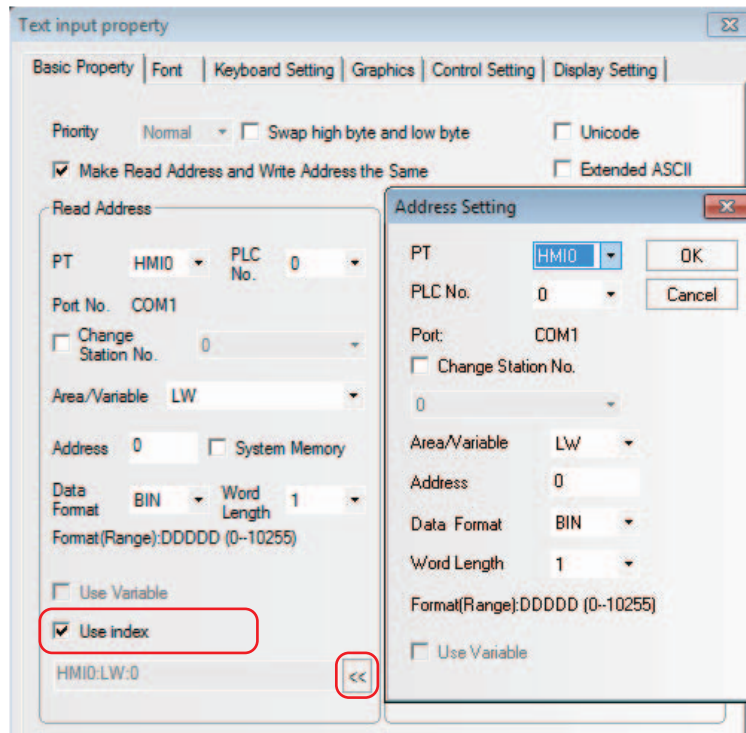 Text input property
Basic Property Font Keyboard Setting Graphics Control Setting Display Setting
Priority Normal Swap high byte and low byte Unicode
Make Read Address and Write Address the Same Extended ASCII
Read Address
PT HMI0 PLC No. 0
Port No. COM1
Change Station No. 0
Area/Variable LW
Address 0 System Memory
Data Format BIN Word Length 1
Format(Range):DDDDD (0--10255)
Use Variable
Use index
HMI0:LW:0 <<
Address Setting
PT HMI0 OK
PLC No. 0 Cancel
Port: COM1
Change Station No.
0
Area/Variable LW
Address 0
Data Format BIN
Word Length 1
Format(Range):DDDDD (0--10255)
Use Variable